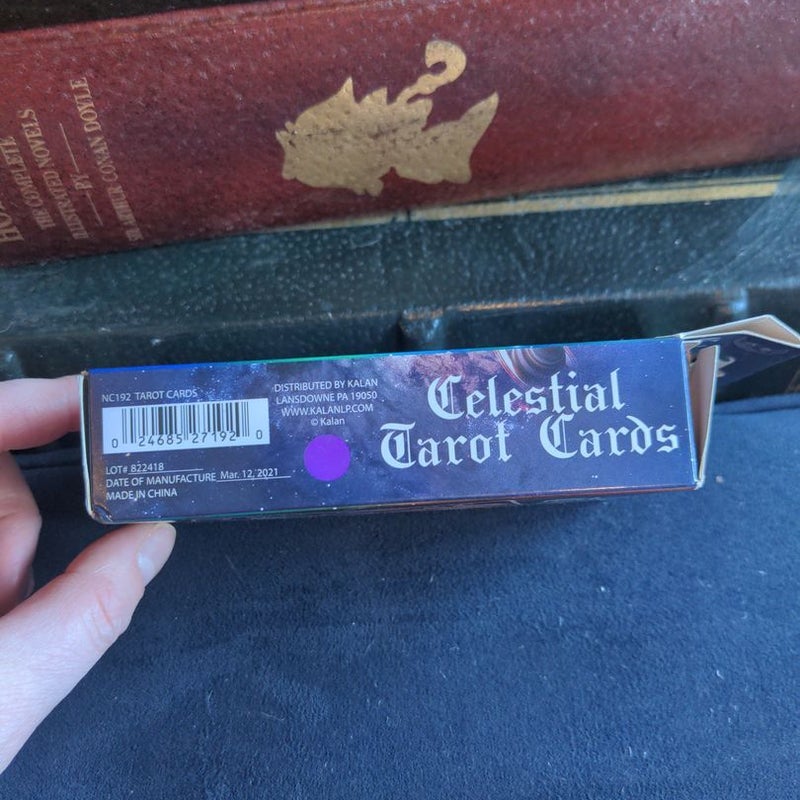 THE COMPLETE
ILLUSTRATED NOVELS
BY
SIR ARTHUR CONAN DOYLE
NC192 TAROT CARDS
0 24685 27192 0
LOT# 822418
DATE OF MANUFACTURE Mar. 12, 2021
MADE IN CHINA
DISTRIBUTED BY KALAN
LANSDOWNE PA 19050
WWW.KALANLP.COM
© Kalan
Celestial
Tarot Cards